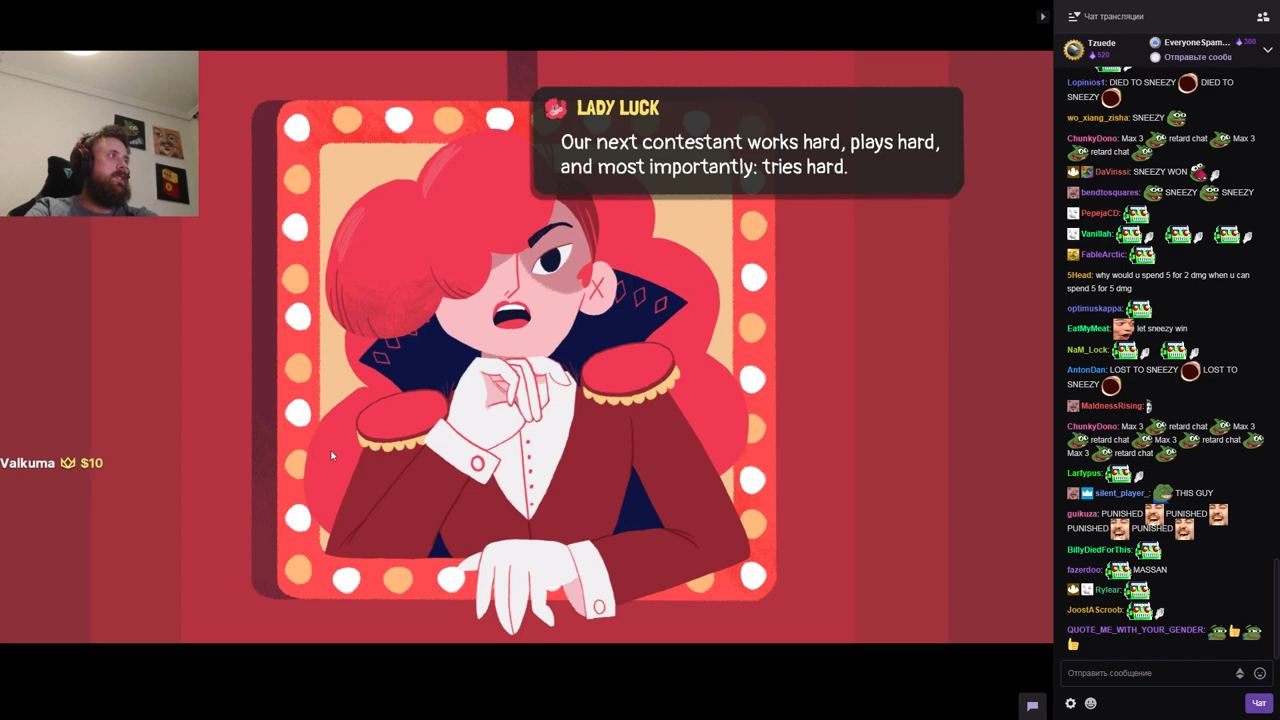 LADY LUCK
Our next contestant works hard, plays hard,
and most importantly: tries hard.
Valkuma $10
Чат трансляции
Tzuede
520
EveryoneSpam... 300
Отправьте сообщ
Lopinios1: DIED TO SNEEZY DIED TO
SNEEZY
wo_xiang_zisha: SNEEZY
ChunkyDono: Max 3 retard chat Max 3
retard chat
DaVinssi: SNEEZY WON
bendtosquares: SNEEZY SNEEZY
PepejaCD:
Vanillah:
FableArctic:
5Head: why would u spend 5 for 2 dmg when u can
spend 5 for 5 dmg
optimuskappa:
EatMyMeat: let sneezy win
NaM_Lock:
AntonDan: LOST TO SNEEZY LOST TO
SNEEZY
MaldnessRising:
ChunkyDono: Max 3 retard chat Max 3
retard chat Max 3 retard chat
Max 3 retard chat
Larfypus:
silent_player_: THIS GUY
guikuza: PUNISHED PUNISHED
PUNISHED PUNISHED
BillyDiedForThis:
fazerdoo: MASSAN
Rylear:
JoostAScroob:
QUOTE_ME_WITH_YOUR_GENDER:
Отправить сообщение
Чат